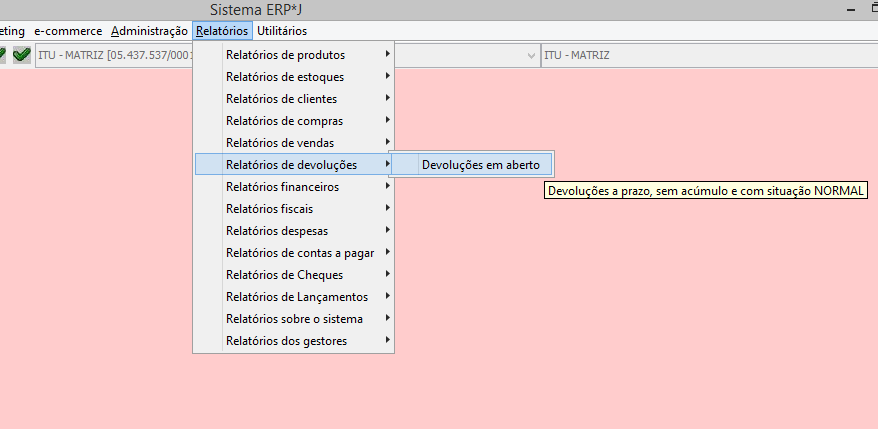 Sistema ERP*J
eting e-commerce Administração Relatórios Utilitários
ITU - MATRIZ [05.437.537/0001
ITU - MATRIZ
Relatórios de produtos
Relatórios de estoques
Relatórios de clientes
Relatórios de compras
Relatórios de vendas
Relatórios de devoluções
Devoluções em aberto
Devoluções a prazo, sem acúmulo e com situação NORMAL
Relatórios financeiros
Relatórios fiscais
Relatórios despesas
Relatórios de contas a pagar
Relatórios de Cheques
Relatórios de Lançamentos
Relatórios sobre o sistema
Relatórios dos gestores